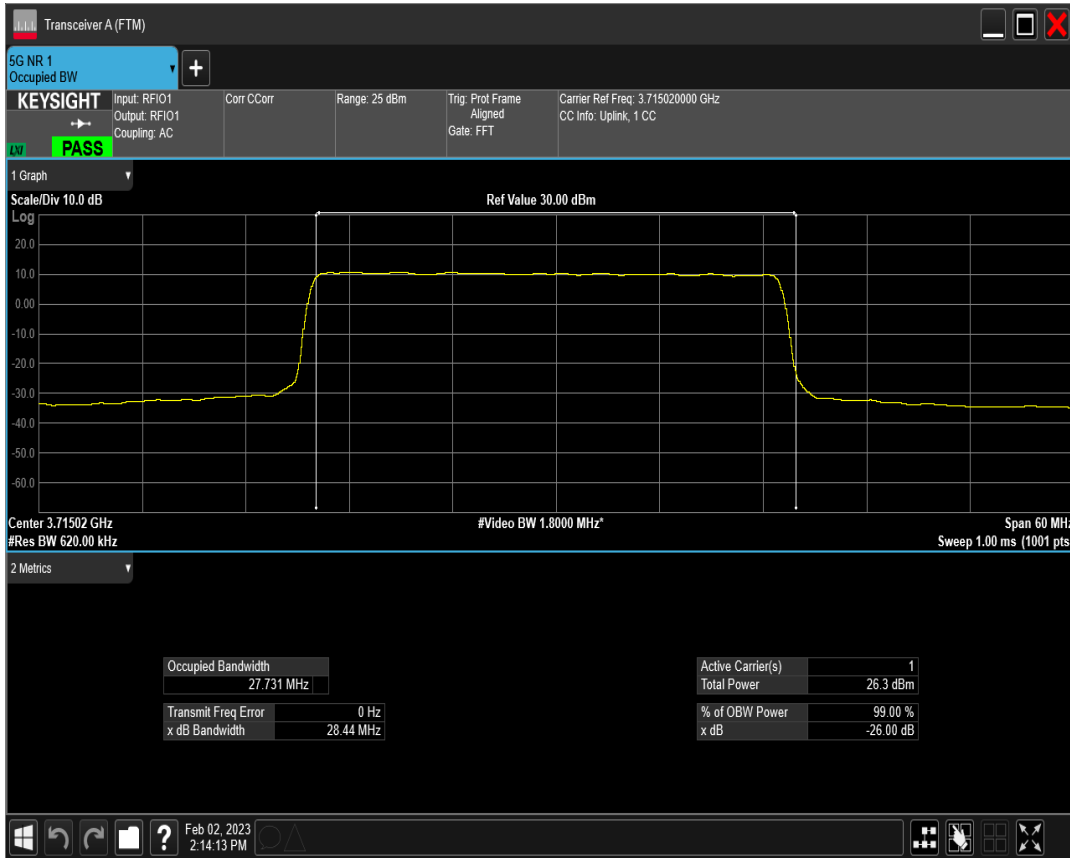 Transceiver A (FTM)
5G NR 1
Occupied BW
+
KEYSIGHT
Input: RFIO1
Output: RFIO1
Coupling: AC
Corr CCorr
Range: 25 dBm
Trig: Prot Frame
Aligned
Gate: FFT
Carrier Ref Freq: 3.715020000 GHz
CC Info: Uplink, 1 CC
LXI
PASS
1 Graph
Scale/Div 10.0 dB
Ref Value 30.00 dBm
Log
20.0
10.0
0.00
-10.0
-20.0
-30.0
-40.0
-50.0
-60.0
Center 3.71502 GHz
#Video BW 1.8000 MHz*
Span 60 MHz
#Res BW 620.00 kHz
Sweep 1.00 ms (1001 pts
2 Metrics
Occupied Bandwidth
27.731 MHz
Transmit Freq Error 0 Hz
x dB Bandwidth 28.44 MHz
Active Carrier(s) 1
Total Power 26.3 dBm
% of OBW Power 99.00 %
x dB -26.00 dB
?
Feb 02, 2023
2:14:13 PM